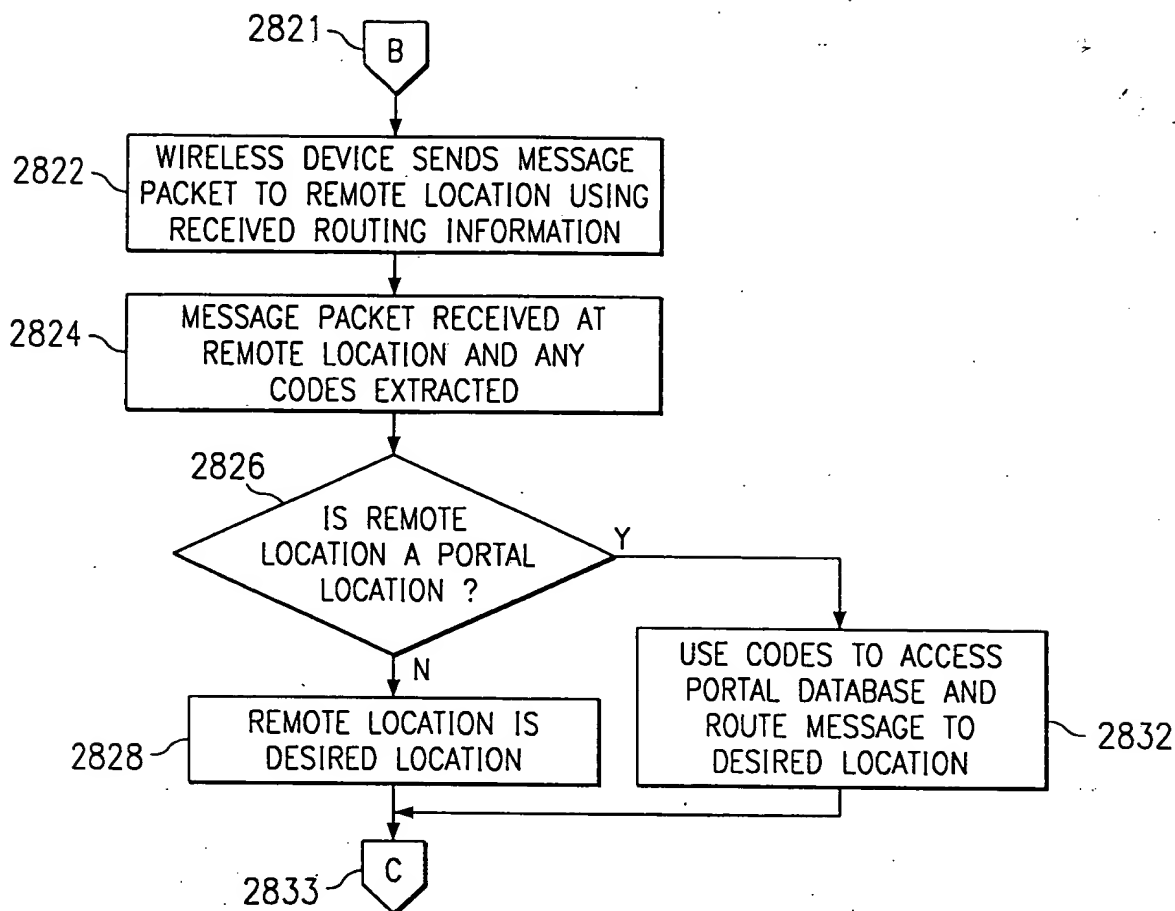 2821
B
2822
WIRELESS DEVICE SENDS MESSAGE
PACKET TO REMOTE LOCATION USING
RECEIVED ROUTING INFORMATION
2824
MESSAGE PACKET RECEIVED AT
REMOTE LOCATION AND ANY
CODES EXTRACTED
2826
IS REMOTE
LOCATION A PORTAL
LOCATION ?
Y
N
2828
REMOTE LOCATION IS
DESIRED LOCATION
USE CODES TO ACCESS
PORTAL DATABASE AND
ROUTE MESSAGE TO
DESIRED LOCATION
2832
2833
C